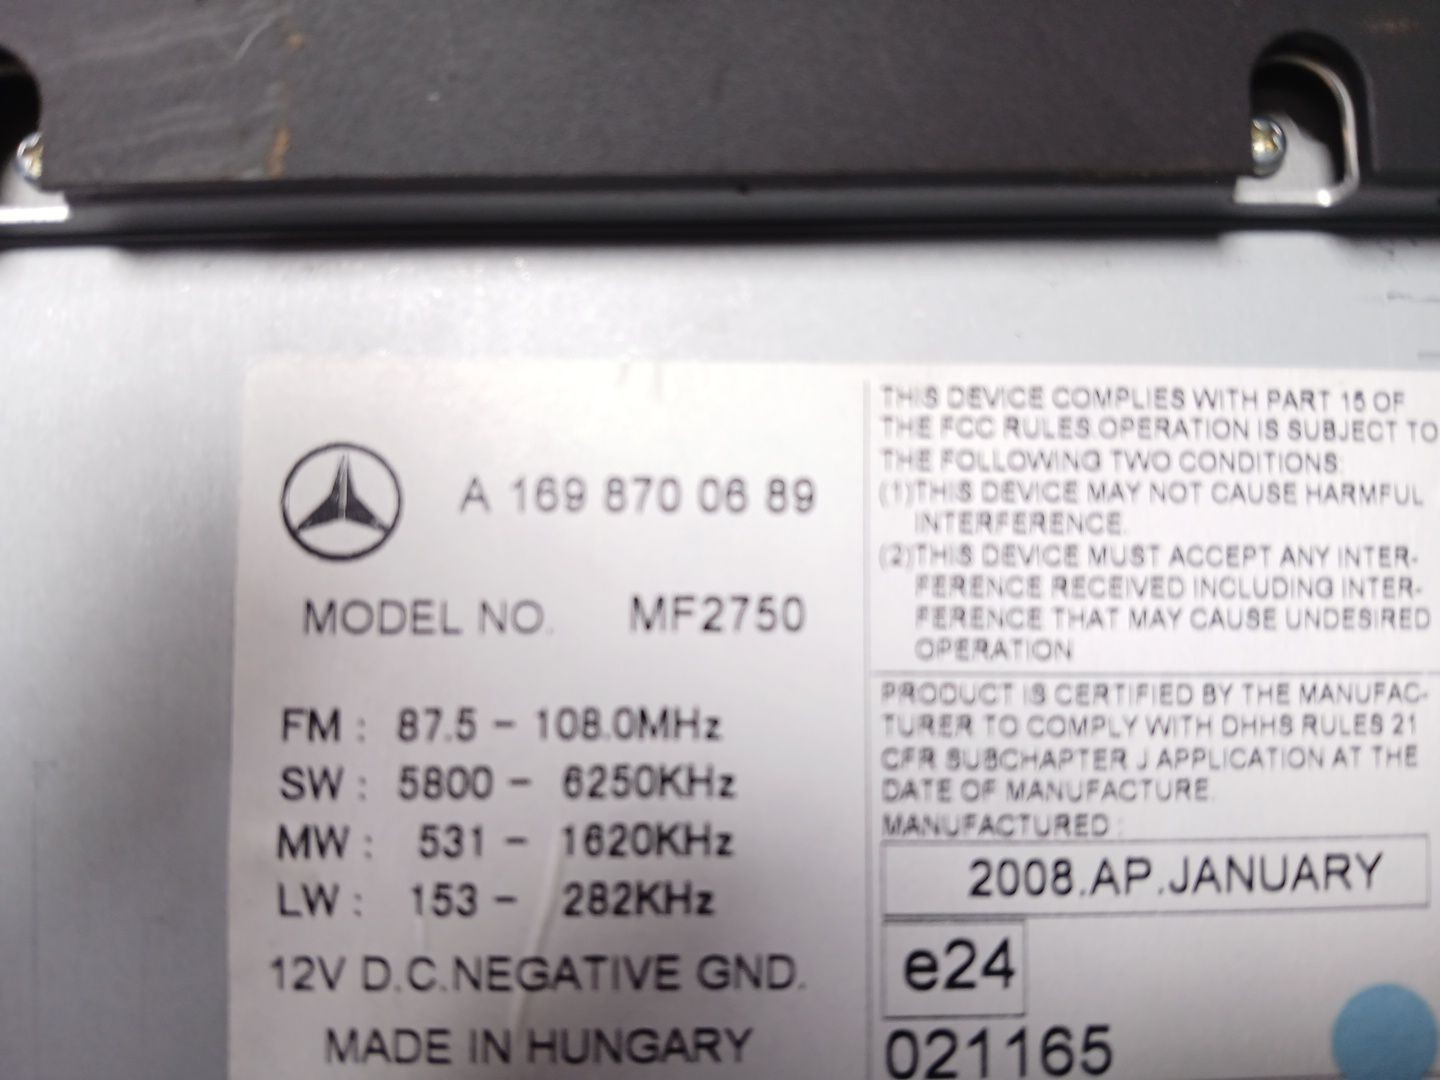 A 169 870 06 89
MODEL NO. MF2750
FM : 87.5 - 108.0MHz
SW : 5800 - 6250KHz
MW : 531 - 1620KHz
LW : 153 - 282KHz
12V D.C.NEGATIVE GND.
MADE IN HUNGARY
THIS DEVICE COMPLIES WITH PART 15 OF
THE FCC RULES.OPERATION IS SUBJECT TO
THE FOLLOWING TWO CONDITIONS:
(1)THIS DEVICE MAY NOT CAUSE HARMFUL
INTERFERENCE.
(2)THIS DEVICE MUST ACCEPT ANY INTER-
FERENCE RECEIVED INCLUDING INTER-
FERENCE THAT MAY CAUSE UNDESIRED
OPERATION
PRODUCT IS CERTIFIED BY THE MANUFAC-
TURER TO COMPLY WITH DHHS RULES 21
CFR SUBCHAPTER J APPLICATION AT THE
DATE OF MANUFACTURE.
MANUFACTURED :
2008.AP.JANUARY
e24
021165